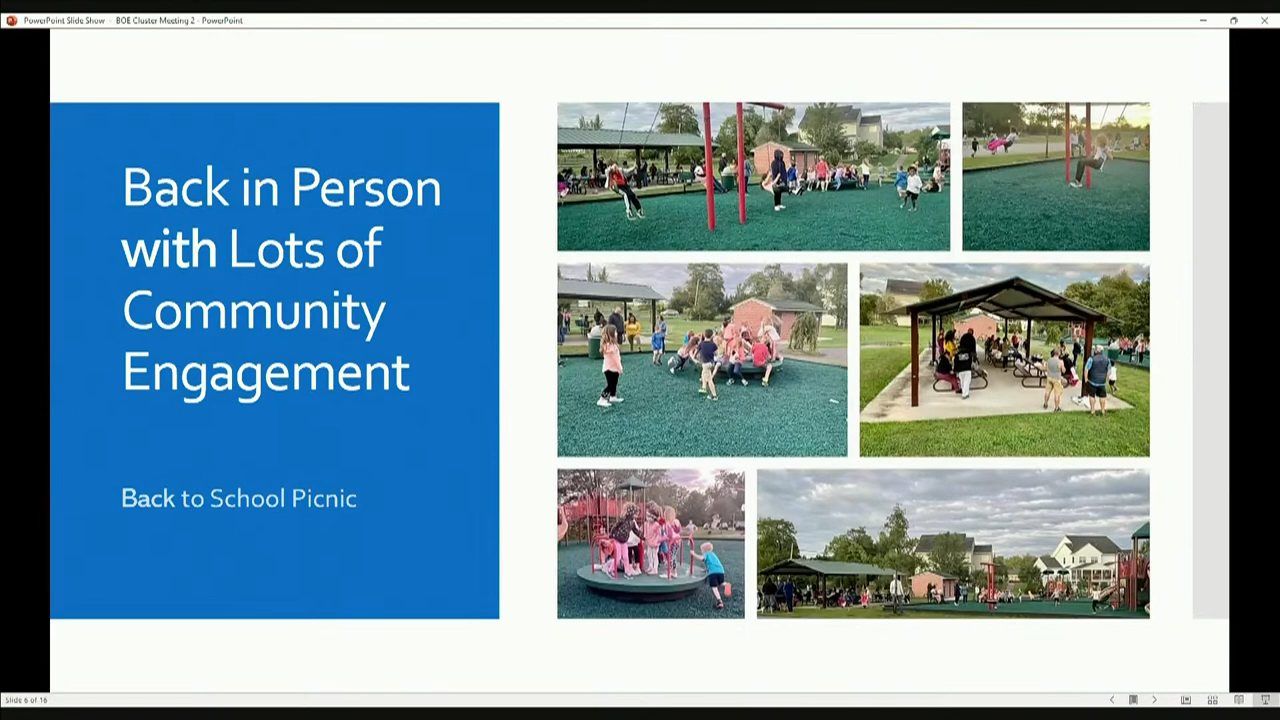 PowerPoint Slide Show - BOE Cluster Meeting 2 - PowerPoint
Back in Person
with Lots of
Community
Engagement
Back to School Picnic
Slide 6 of 16